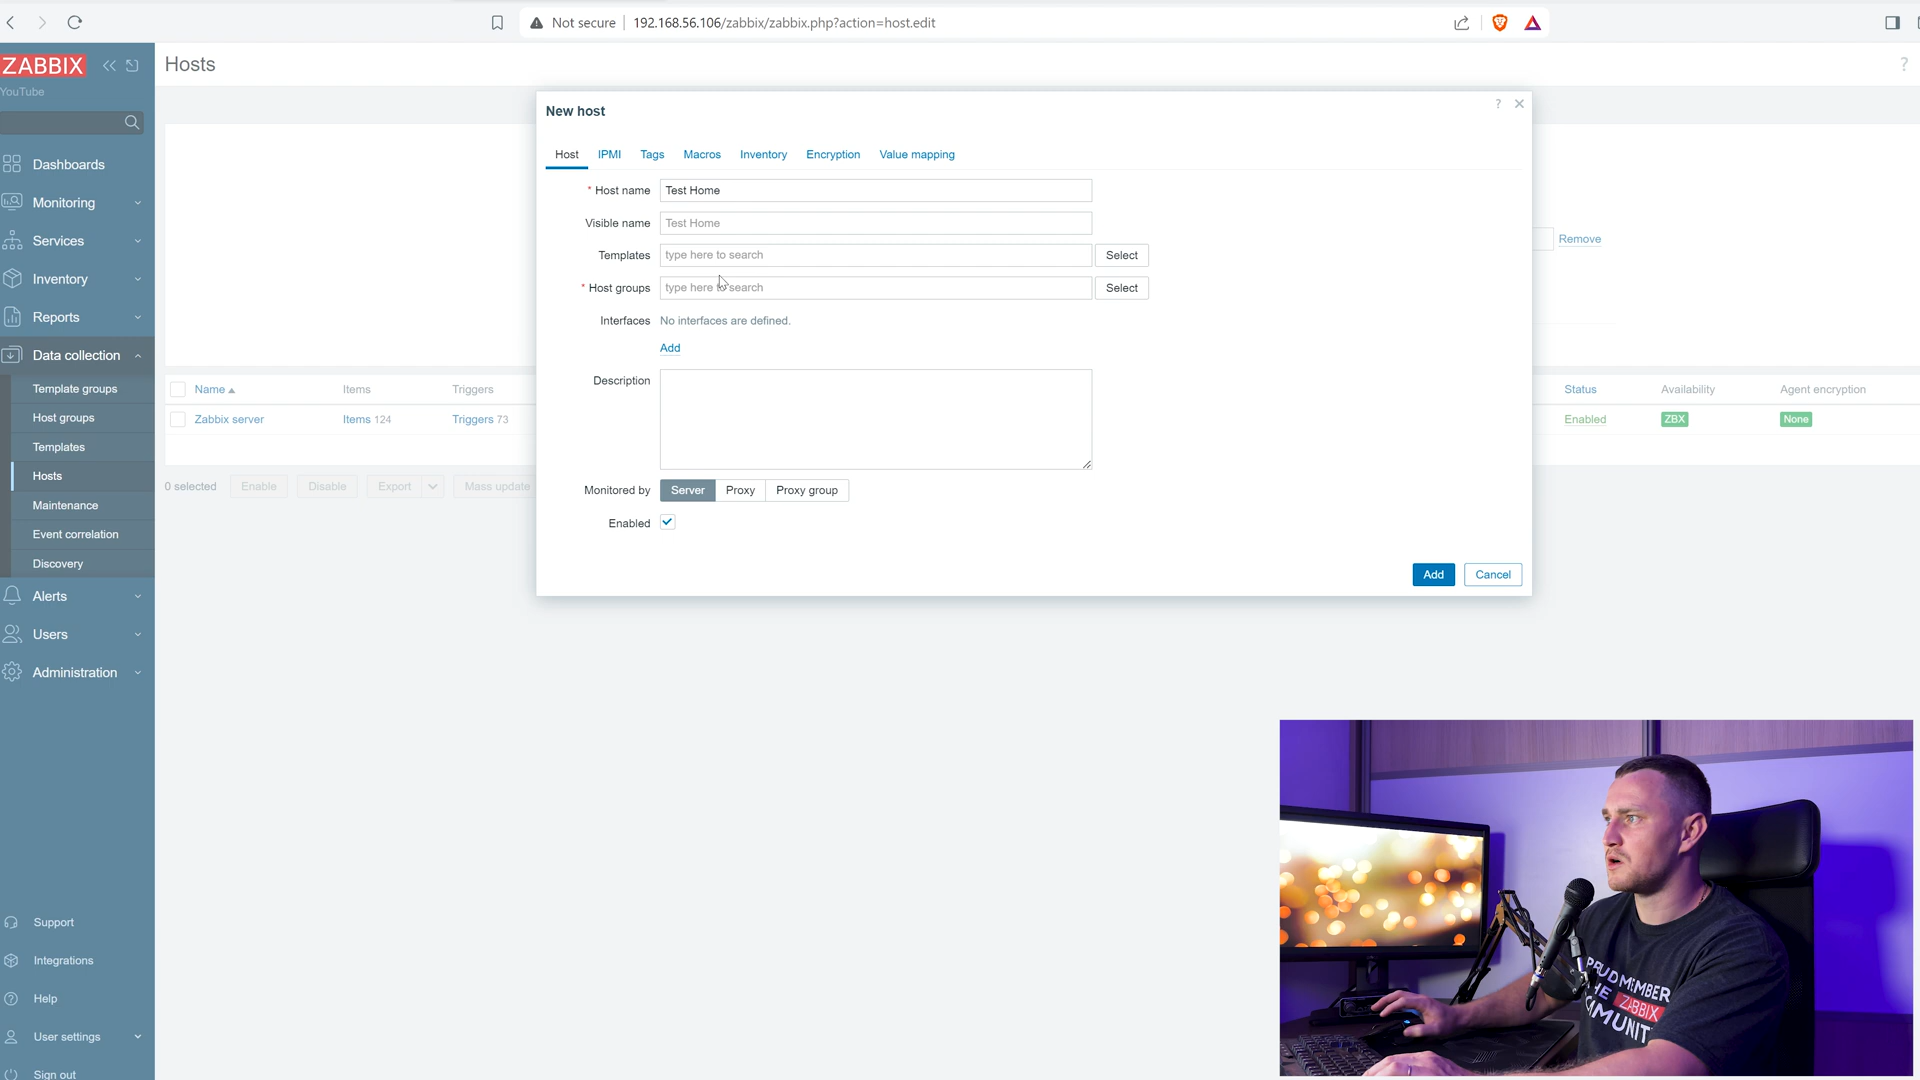 Not secure
192.168.56.106/zabbix/zabbix.php?action=host.edit
ZABBIX
YouTube
Hosts
?
Dashboards
Monitoring
Services
Inventory
Reports
Data collection
Template groups
Host groups
Templates
Hosts
Maintenance
Event correlation
Discovery
Alerts
Users
Administration
Support
Integrations
Help
User settings
Sign out
New host
?
Host IPMI Tags Macros Inventory Encryption Value mapping
* Host name Test Home
Visible name Test Home
Templates type here to search Select
* Host groups type here to search Select
Interfaces No interfaces are defined.
Add
Description
Monitored by Server Proxy Proxy group
Enabled
Add Cancel
Remove
Name Items Triggers Status Availability Agent encryption
Zabbix server Items 124 Triggers 73 Enabled ZBX None
0 selected Enable Disable Export Mass update
MEMBER
ZABBIX